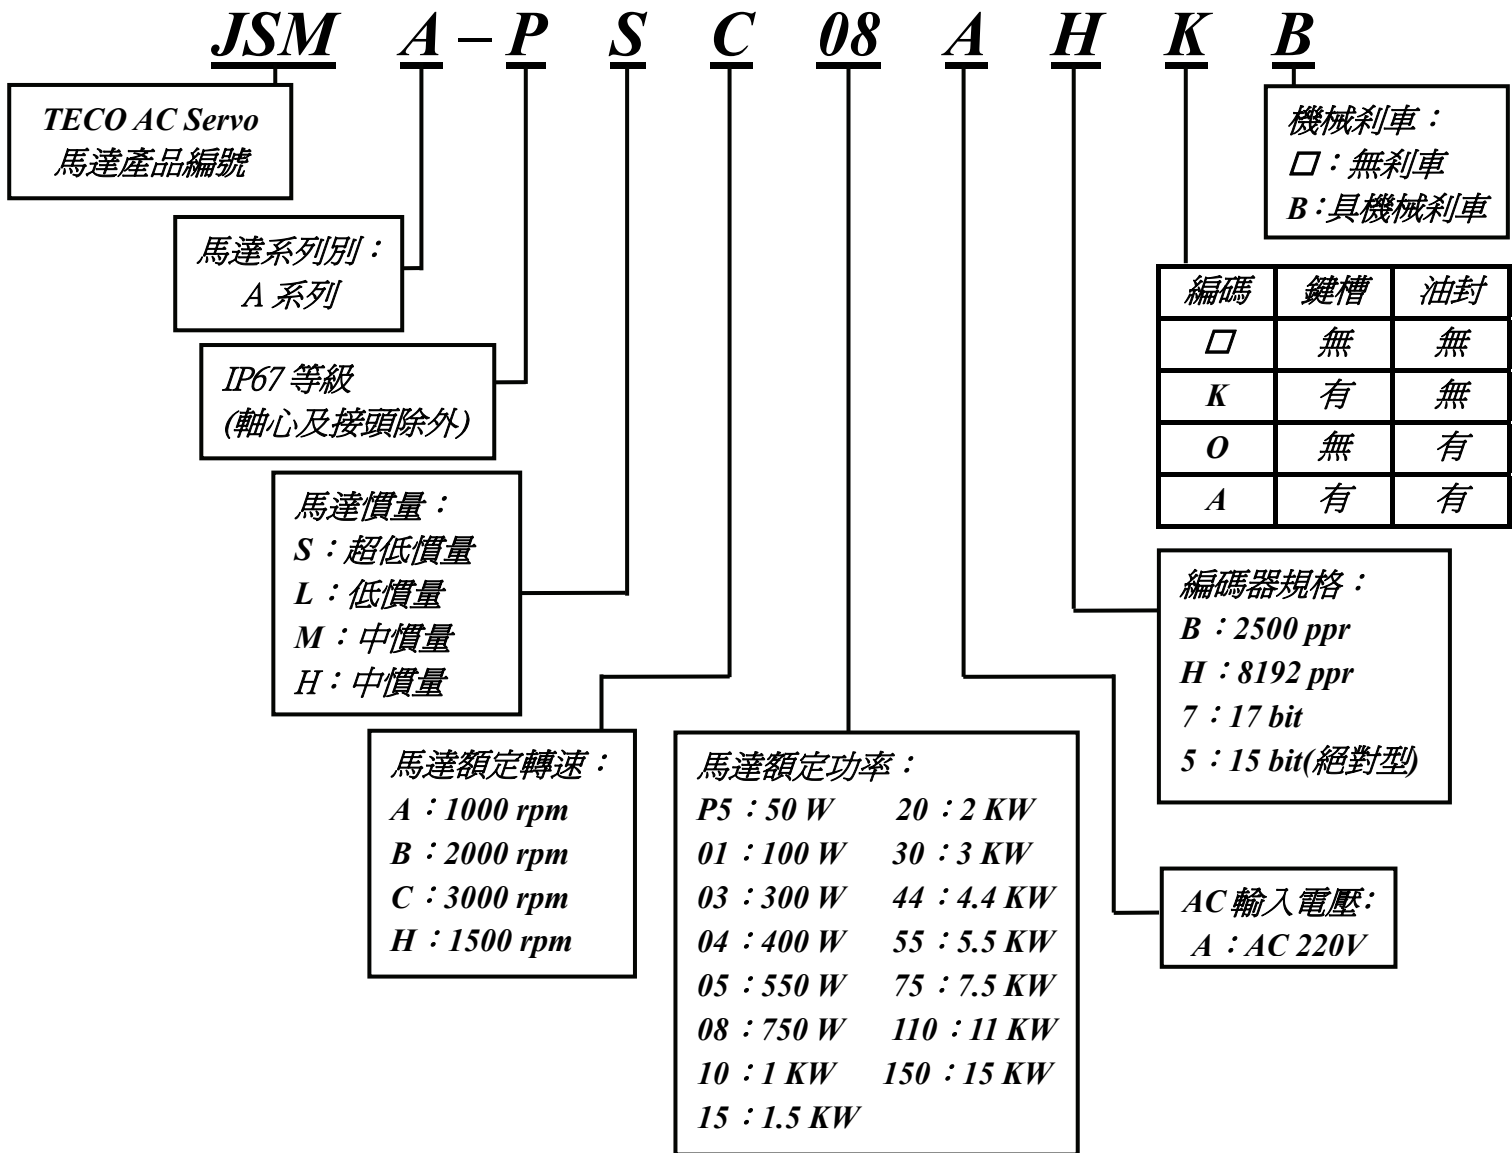 JSM A – P S C 08 A H K B
TECO AC Servo
馬達產品編號
馬達系列別：
A 系列
IP67 等級
(軸心及接頭除外)
馬達慣量：
S：超低慣量
L：低慣量
M：中慣量
H：中慣量
馬達額定轉速：
A：1000 rpm
B：2000 rpm
C：3000 rpm
H：1500 rpm
馬達額定功率：
P5：50 W 20：2 KW
01：100 W 30：3 KW
03：300 W 44：4.4 KW
04：400 W 55：5.5 KW
05：550 W 75：7.5 KW
08：750 W 110：11 KW
10：1 KW 150：15 KW
15：1.5 KW
AC 輸入電壓：
A：AC 220V
編碼器規格：
B：2500 ppr
H：8192 ppr
7：17 bit
5：15 bit(絕對型)
編碼 鍵槽 油封
□ 無 無
K 有 無
O 無 有
A 有 有
機械剎車：
□：無剎車
B：具機械剎車